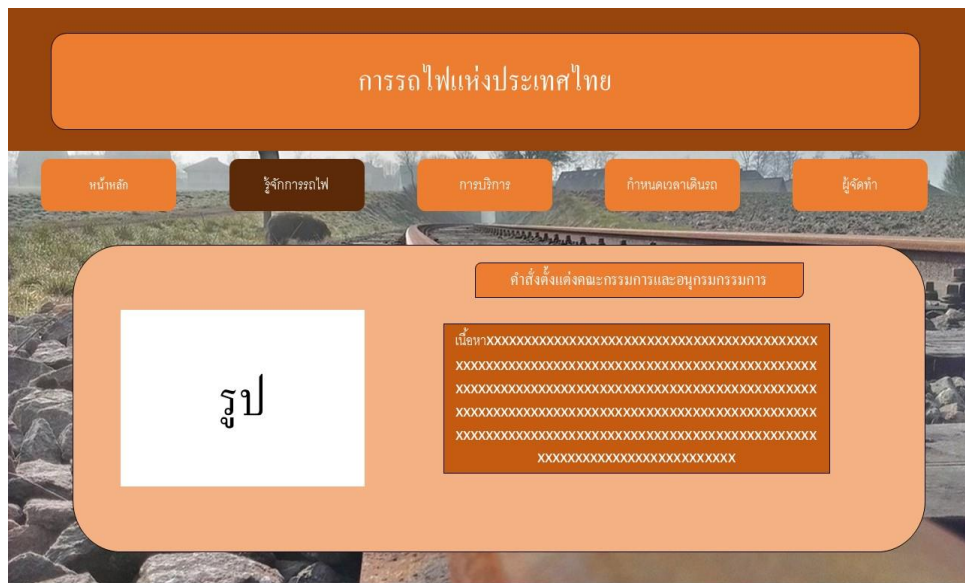 การรถไฟแห่งประเทศไทย
หน้าหลัก
รู้จักการรถไฟ
การบริการ
กำหนดเวลาเดินรถ
ผู้จัดทำ
คำสั่งตั้งแต่งคณะกรรมการและอนุกรมกรรมการ
รูป
เนื้อหาxxxxxxxxxxxxxxxxxxxxxxxxxxxxxxxxxxxxxxxxxxxx
xxxxxxxxxxxxxxxxxxxxxxxxxxxxxxxxxxxxxxxxxxxxxxxx
xxxxxxxxxxxxxxxxxxxxxxxxxxxxxxxxxxxxxxxxxxxxxxxx
xxxxxxxxxxxxxxxxxxxxxxxxxxxxxxxxxxxxxxxxxxxxxxxx
xxxxxxxxxxxxxxxxxxxxxxxxxxxxxxxxxxxxxxxxxxxxxxxx
xxxxxxxxxxxxxxxxxxxxxxxxxx